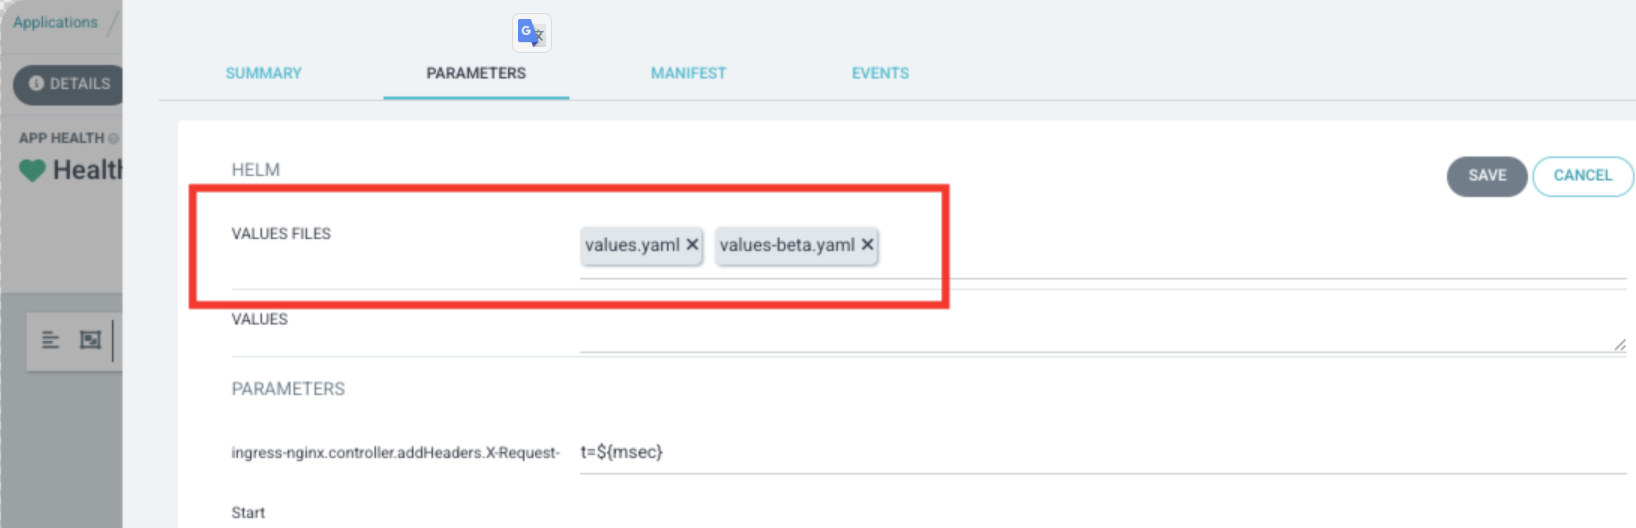 Applications /
DETAILS
APP HEALTH
Health
SUMMARY
PARAMETERS
MANIFEST
EVENTS
HELM
SAVE
CANCEL
VALUES FILES
values.yaml ✕ values-beta.yaml ✕
VALUES
PARAMETERS
ingress-nginx.controller.addHeaders.X-Request- t=${msec}
Start